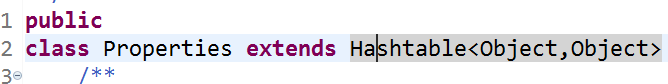 1 public
2 class Properties extends Hashtable<Object,Object>
3 /**